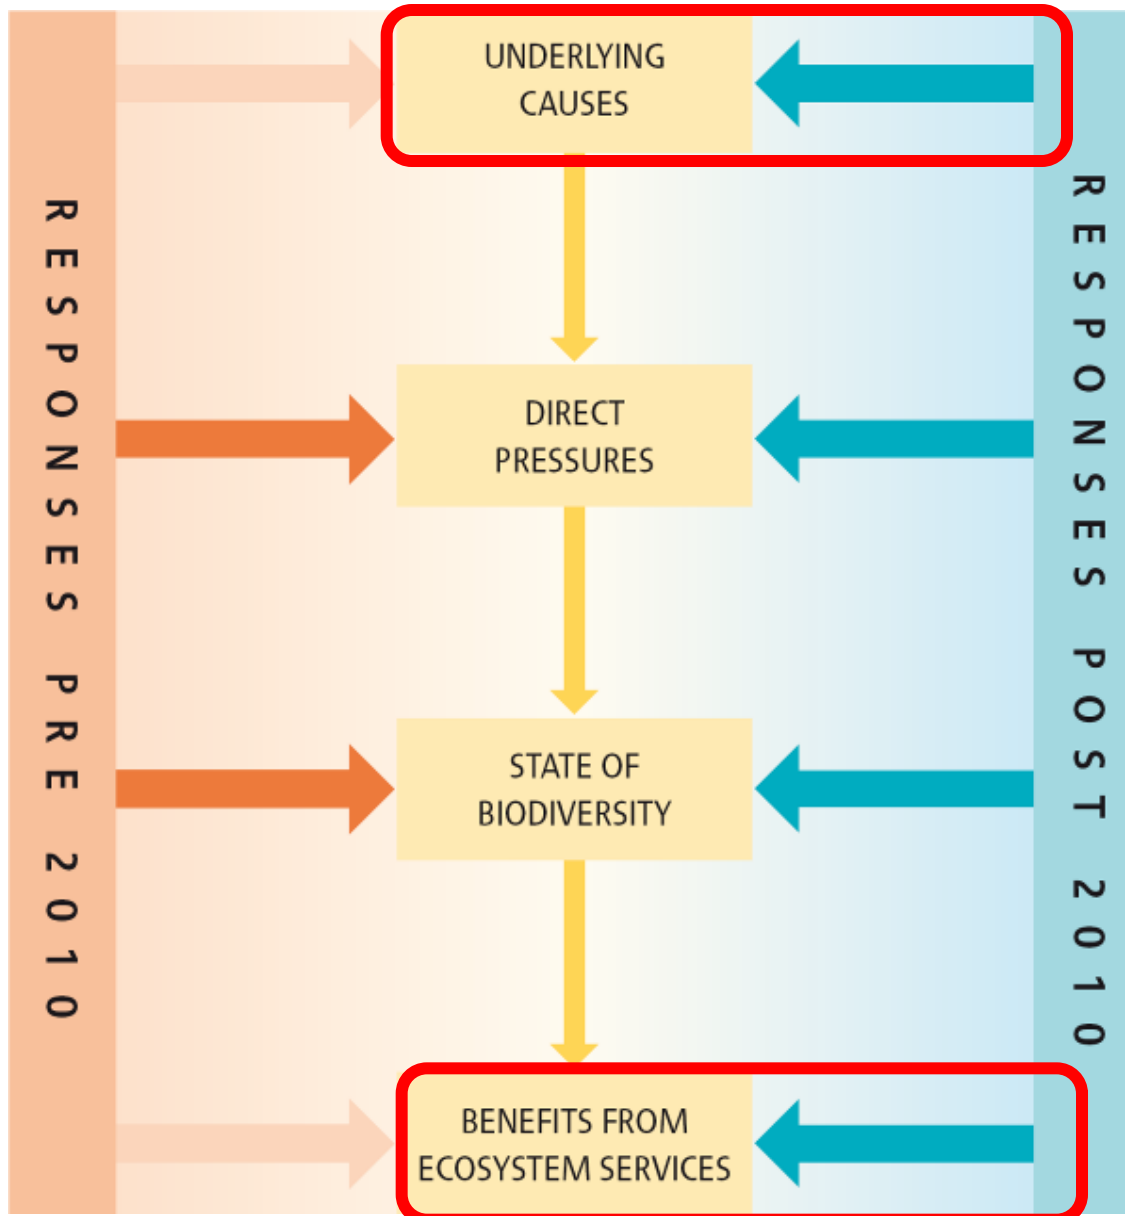 UNDERLYING
CAUSES
DIRECT
PRESSURES
STATE OF
BIODIVERSITY
BENEFITS FROM
ECOSYSTEM SERVICES
RESPONSES PRE 2010
RESPONSES POST 2010